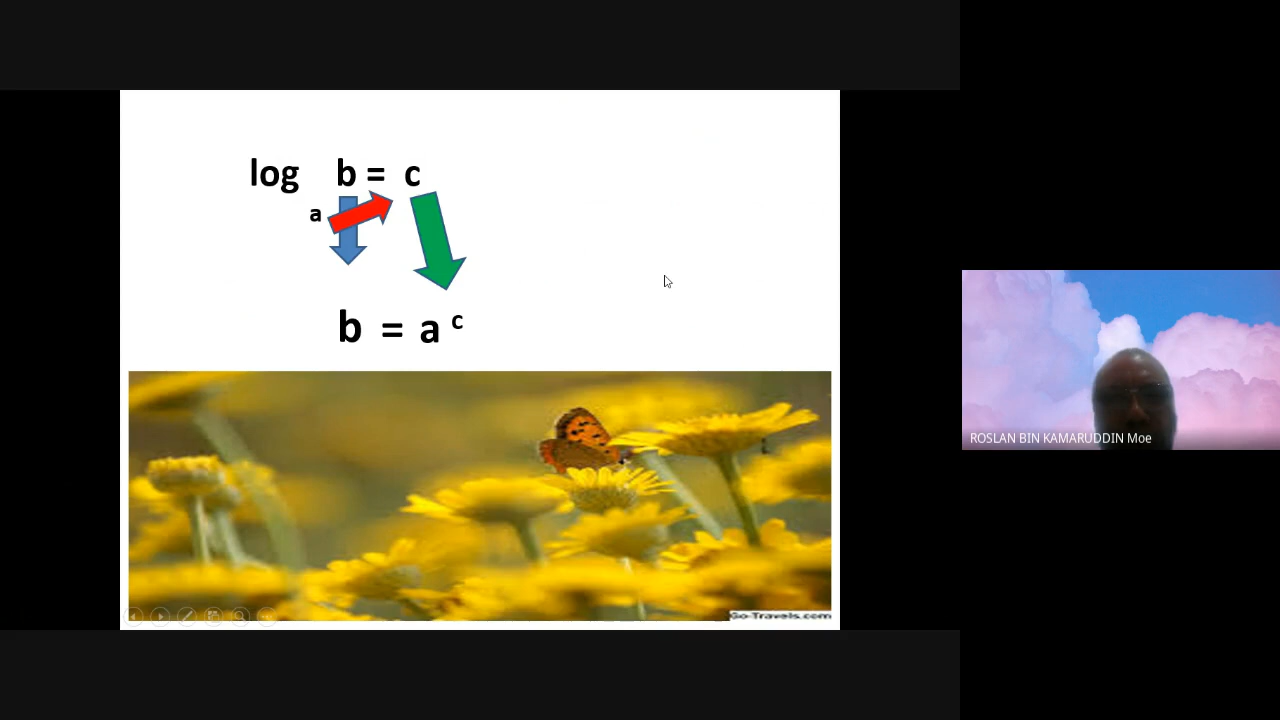 log b = c
a
b = a c
Go-Travels.com
ROSLAN BIN KAMARUDDIN Moe